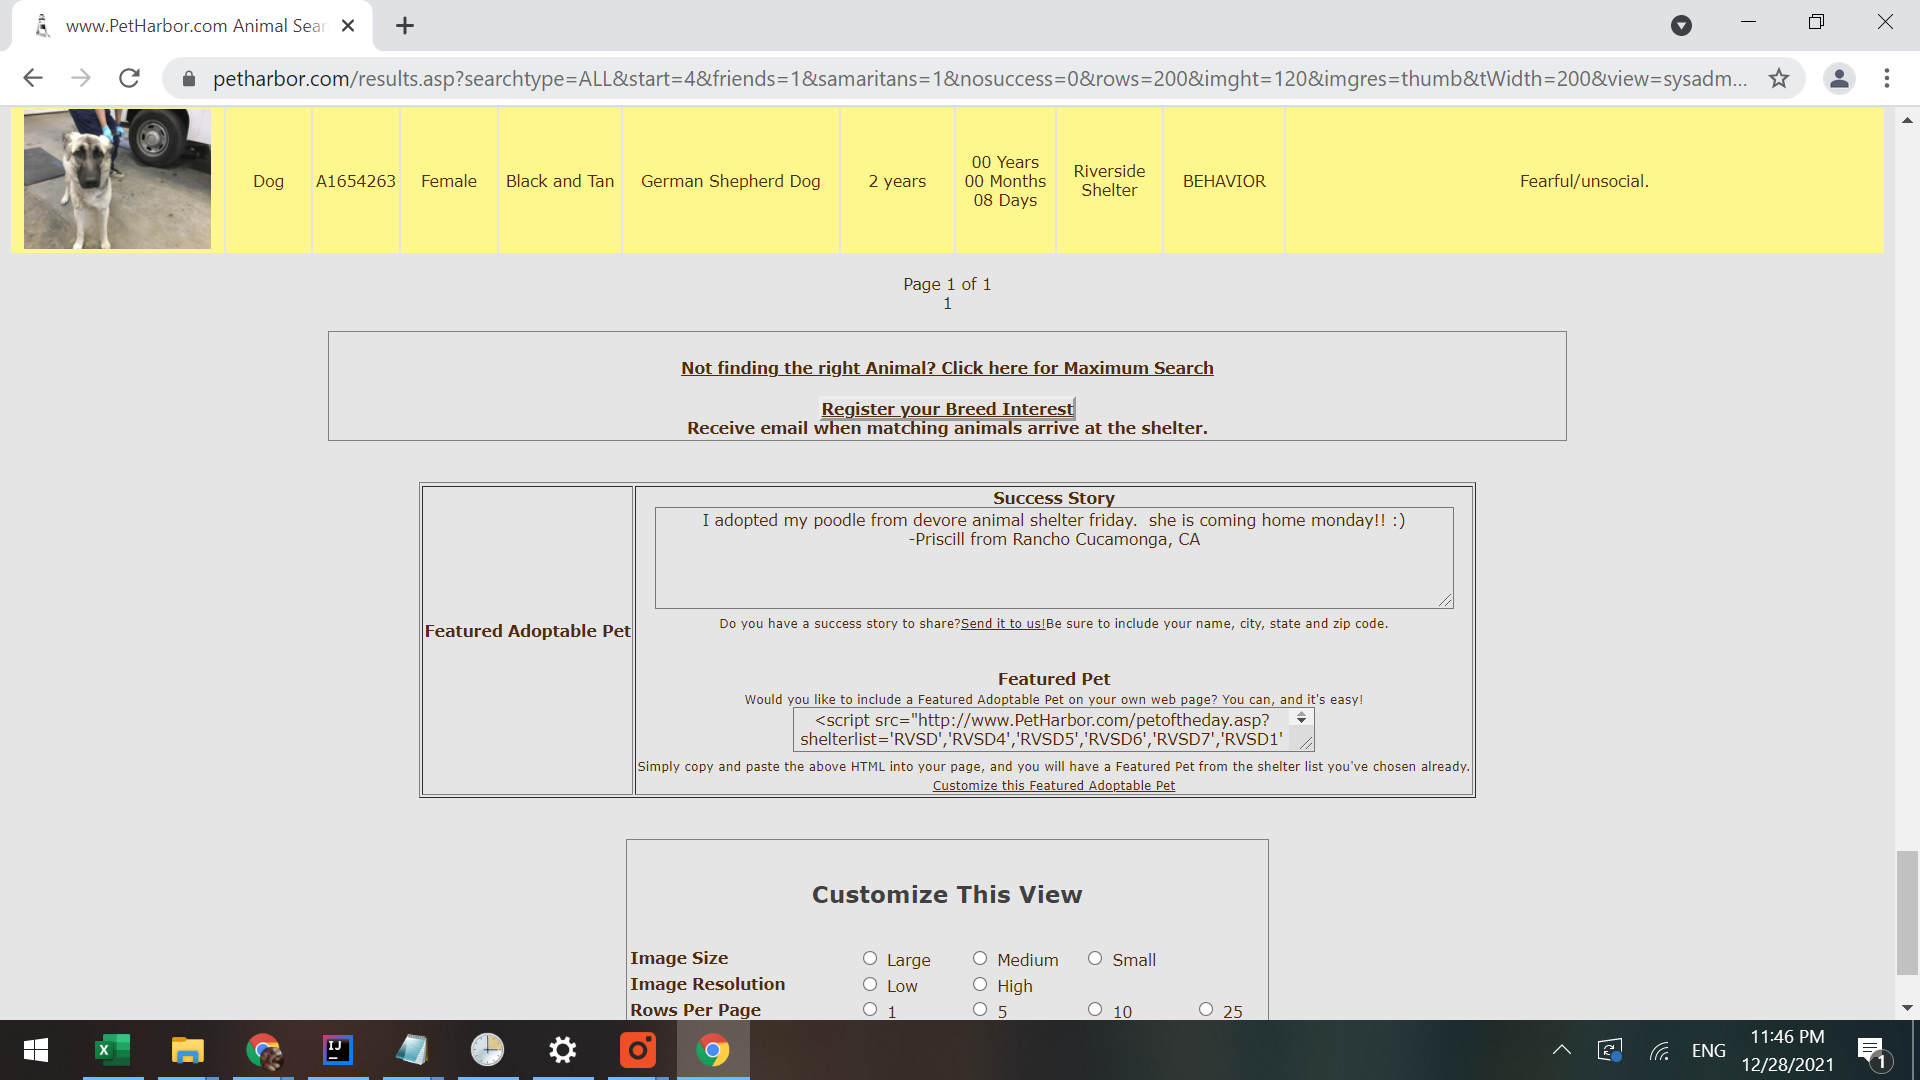 www.PetHarbor.com Animal Sear
petharbor.com/results.asp?searchtype=ALL&start=4&friends=1&samaritans=1&nosuccess=0&rows=200&imght=120&imgres=thumb&tWidth=200&view=sysadm...
Dog
A1654263
Female
Black and Tan
German Shepherd Dog
2 years
00 Years
00 Months
08 Days
Riverside
Shelter
BEHAVIOR
Fearful/unsocial.
Page 1 of 1
1
Not finding the right Animal? Click here for Maximum Search
Register your Breed Interest
Receive email when matching animals arrive at the shelter.
Featured Adoptable Pet
Success Story
I adopted my poodle from devore animal shelter friday.  she is coming home monday!! :)
-Priscill from Rancho Cucamonga, CA
Do you have a success story to share?Send it to us!Be sure to include your name, city, state and zip code.
Featured Pet
Would you like to include a Featured Adoptable Pet on your own web page? You can, and it's easy!
<script src="http://www.PetHarbor.com/petoftheday.asp?
shelterlist='RVSD','RVSD4','RVSD5','RVSD6','RVSD7','RVSD1'
Simply copy and paste the above HTML into your page, and you will have a Featured Pet from the shelter list you've chosen already.
Customize this Featured Adoptable Pet
Customize This View
Image Size Large Medium Small
Image Resolution Low High
Rows Per Page 1 5 10 25
X
IJ
ENG
11:46 PM
12/28/2021
1